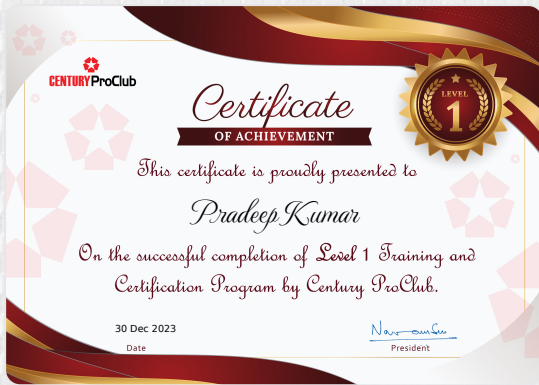 CENTURY ProClub
Certificate
OF ACHIEVEMENT
LEVEL
1
This certificate is proudly presented to
Pradeep Kumar
On the successful completion of Level 1 Training and
Certification Program by Century ProClub.
30 Dec 2023
Date
President